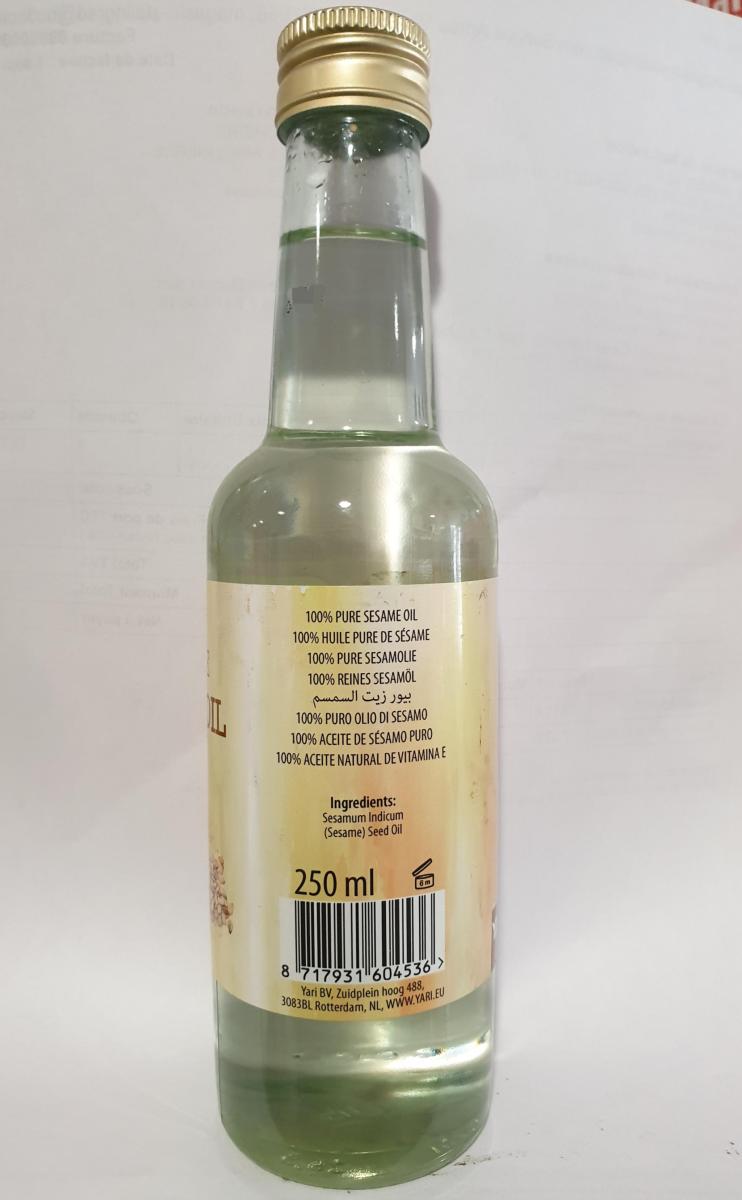 100% PURE SESAME OIL
100% HUILE PURE DE SÉSAME
100% PURE SESAMOLIE
100% REINES SESAMÖL
بيور زيت السمسم
100% PURO OLIO DI SESAMO
100% ACEITE DE SÉSAMO PURO
100% ACEITE NATURAL DE VITAMINA E
OIL
Ingredients:
Sesamum Indicum
(Sesame) Seed Oil
250 ml
6 m
8 717931 604536 >
Yari BV, Zuidplein hoog 488,
3083BL Rotterdam, NL, WWW.YARI.EU